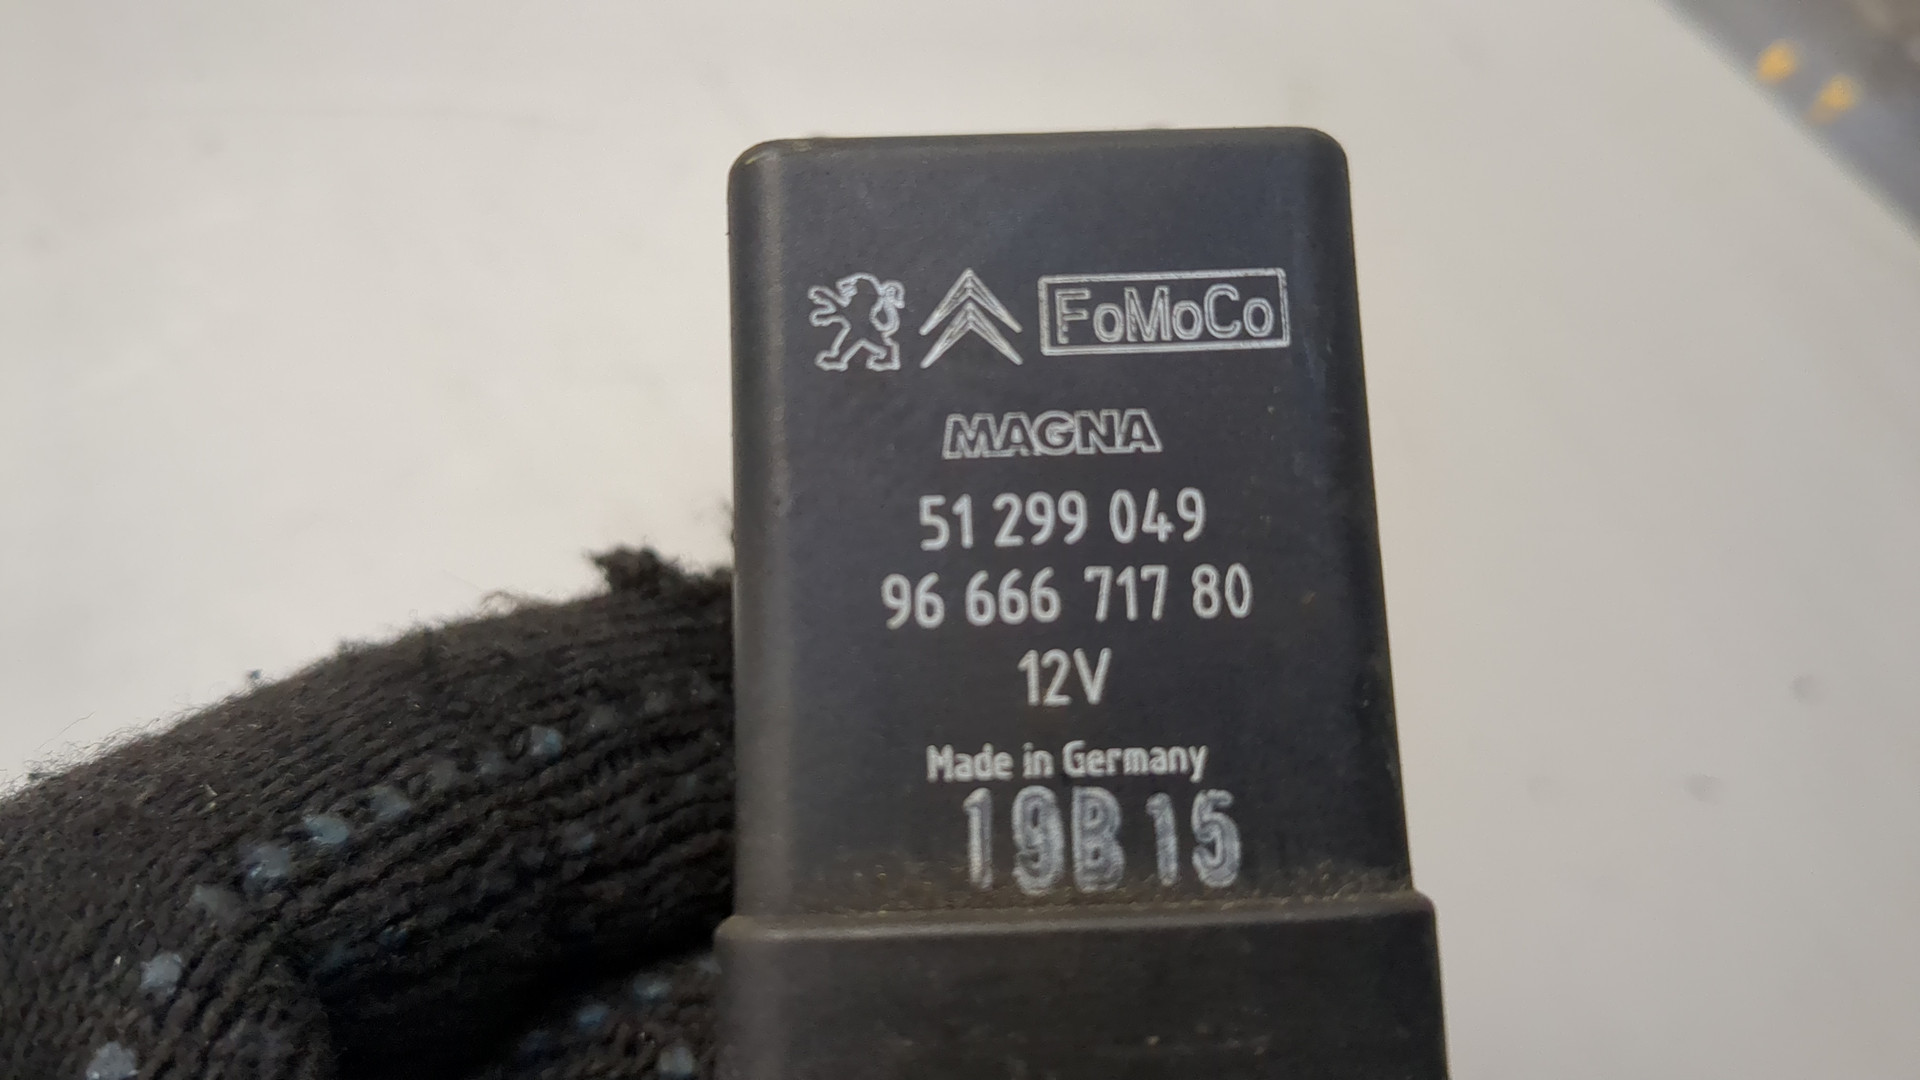 FoMoCo
MAGNA
51 299 049
96 666 717 80
12V
Made in Germany
19B15